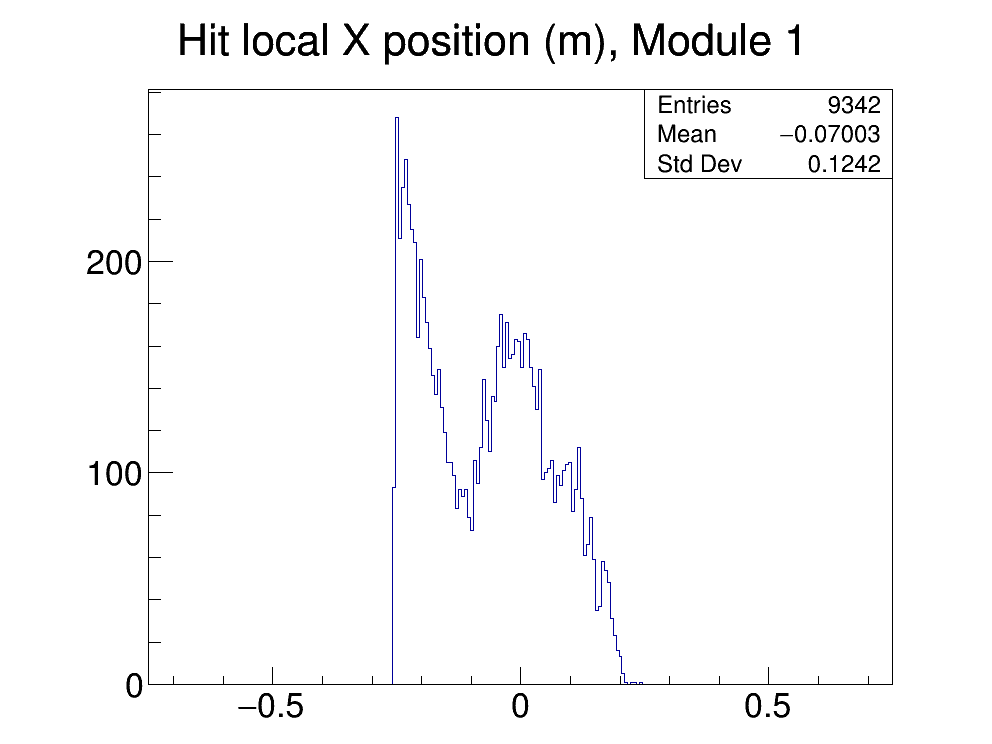 Hit local X position (m), Module 1
Entries 9342
Mean −0.07003
Std Dev 0.1242
200
100
0
−0.5 0 0.5